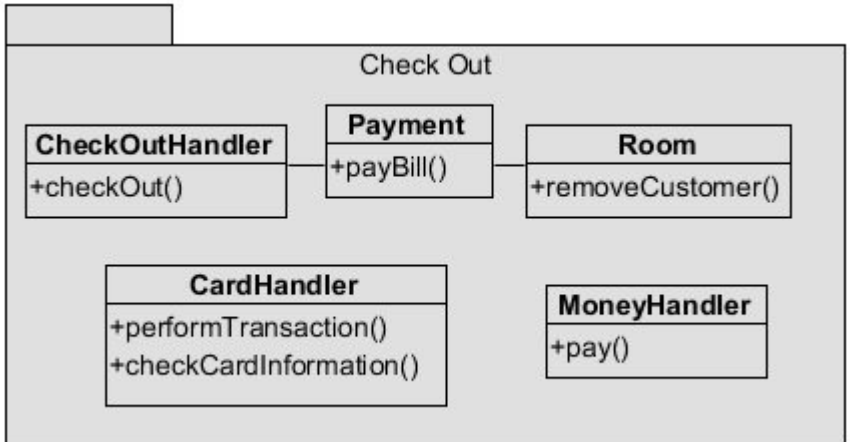 Check Out
CheckOutHandler
+checkOut()
Payment
+payBill()
Room
+removeCustomer()
CardHandler
+performTransaction()
+checkCardInformation()
MoneyHandler
+pay()